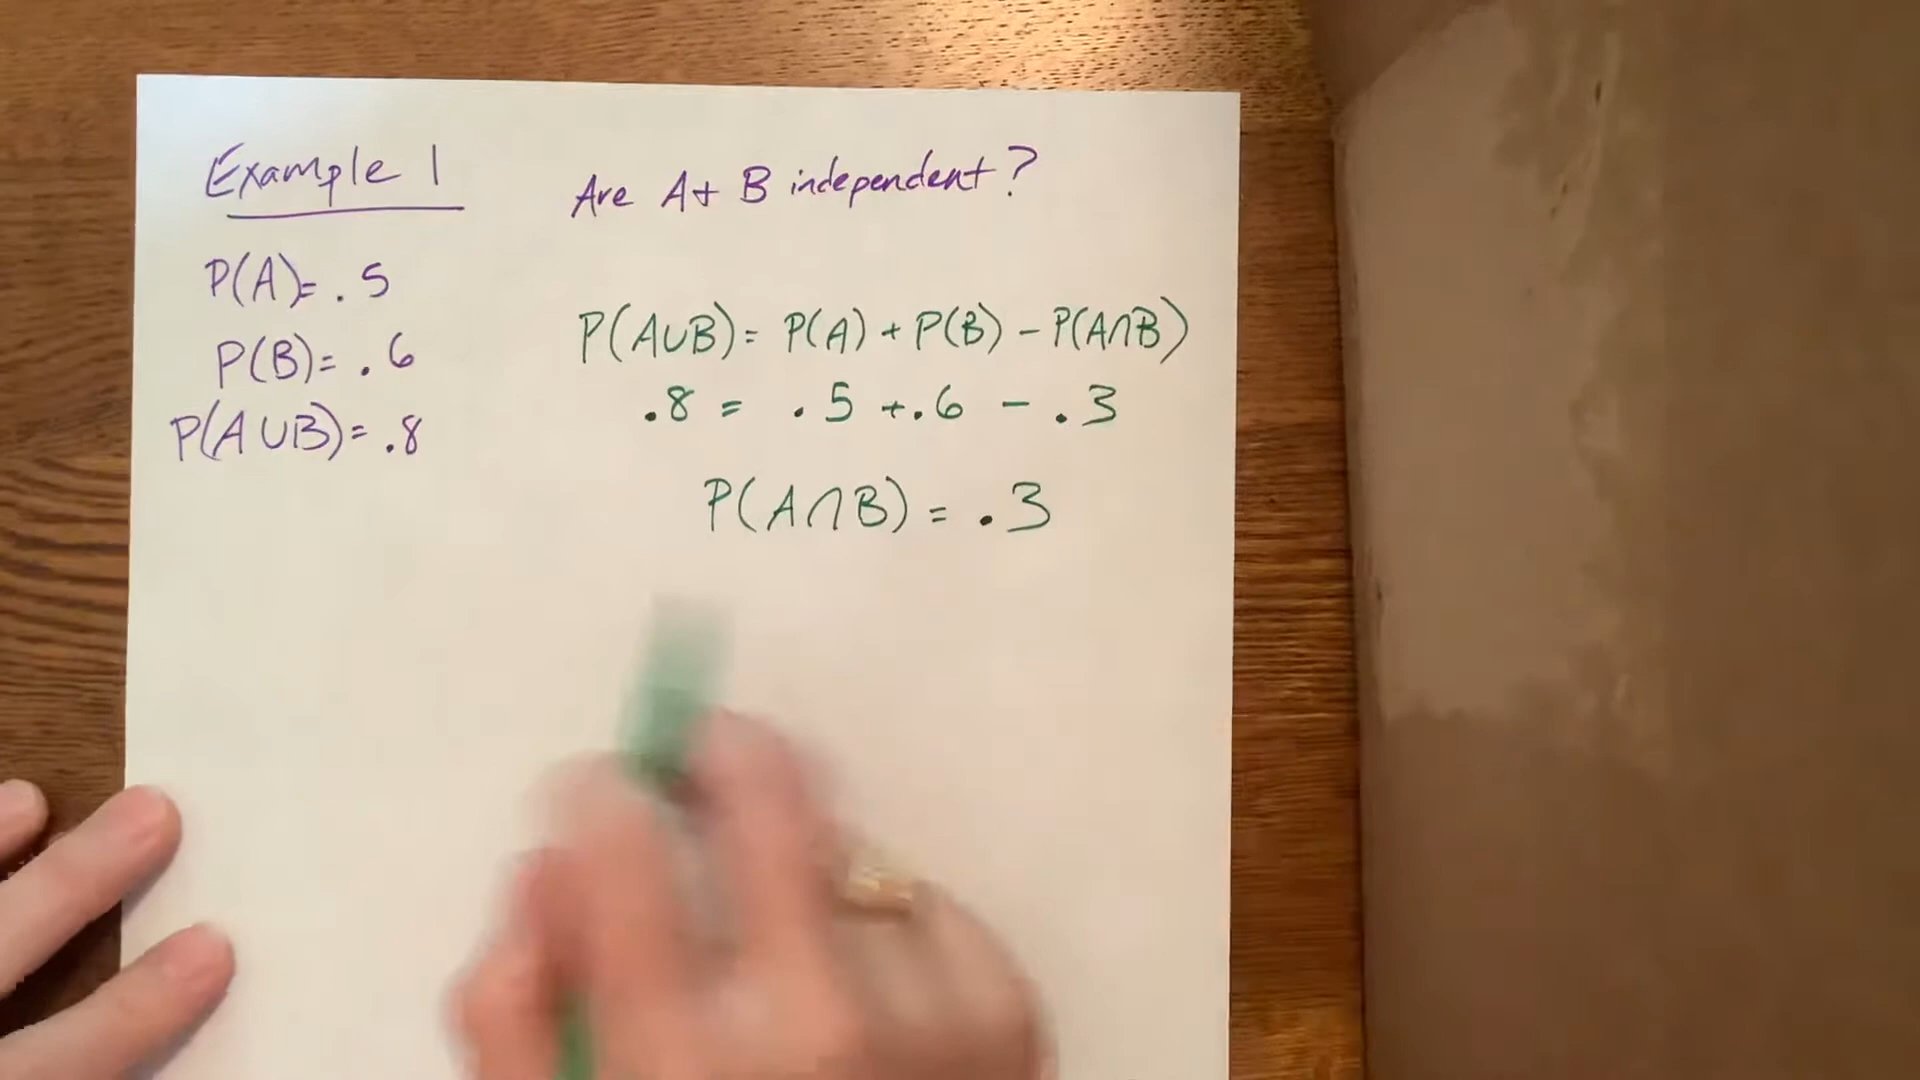 Example 1
Are A+ B independent?
P(A)= .5
P(B)= .6
P(A∪B)= .8
P(A∪B)= P(A) + P(B) - P(A∩B)
.8 = .5 +.6 - .3
P(A∩B) = .3